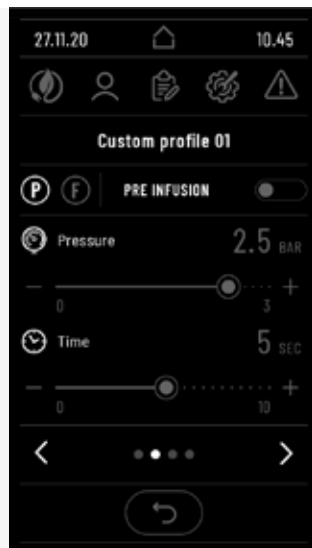 27.11.20 10.45
Custom profile 01
P F PRE INFUSION
Pressure 2.5 BAR
0 3
Time 5 SEC
0 10